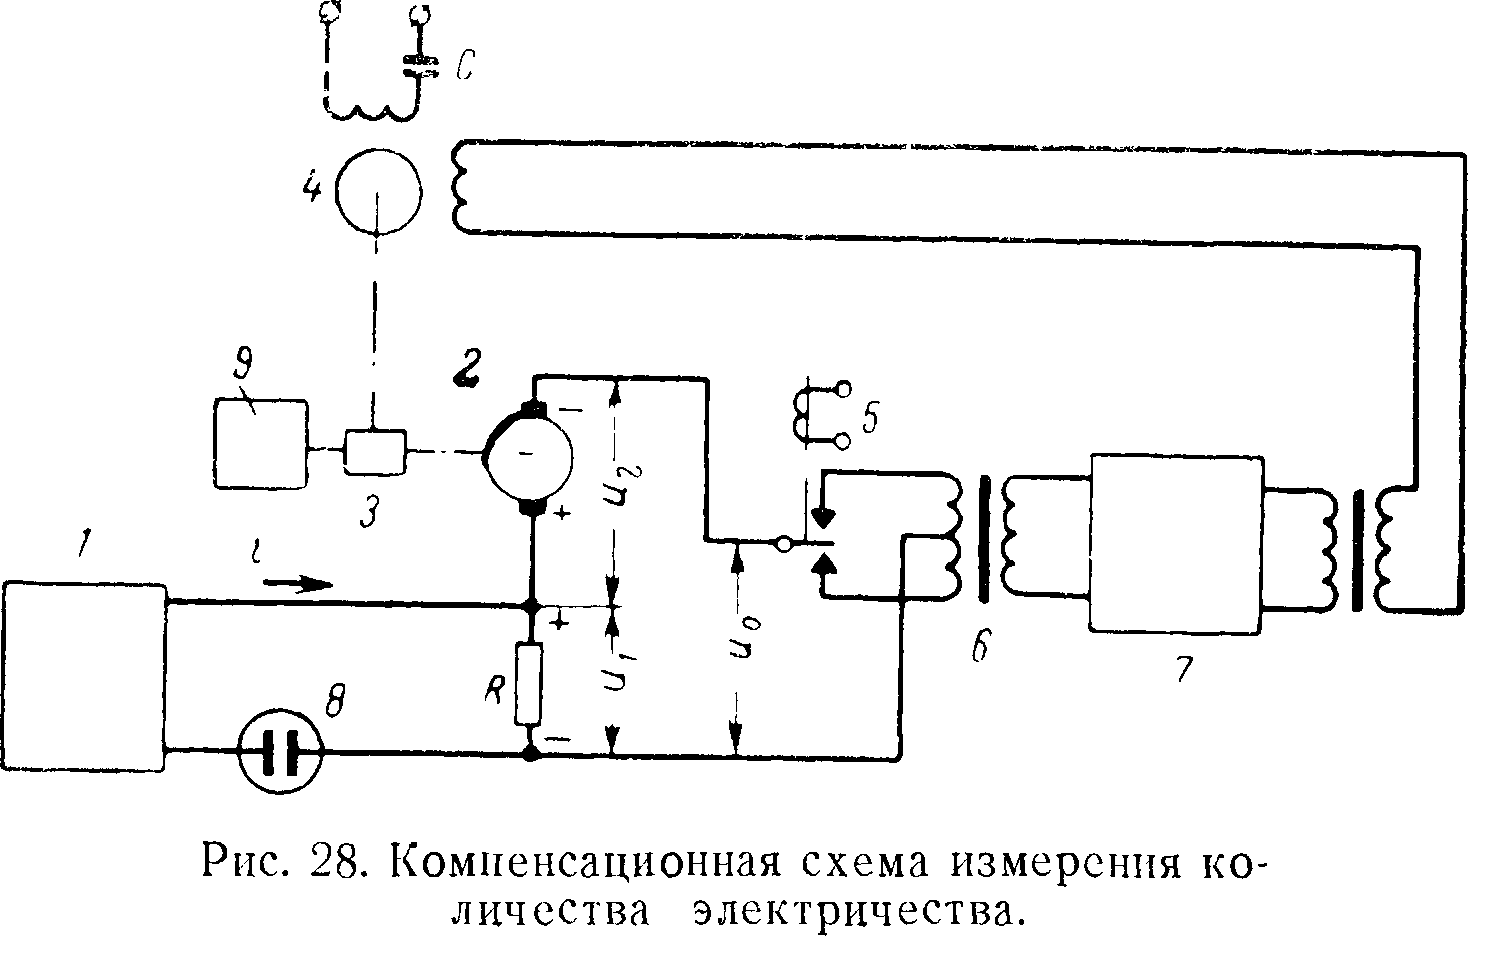 C
4
9
2
5
3
1
i
u₂
u₀
u₁
R
8
6
7
+
−
+
−
Рис. 28. Компенсационная схема измерения ко-
личества электричества.